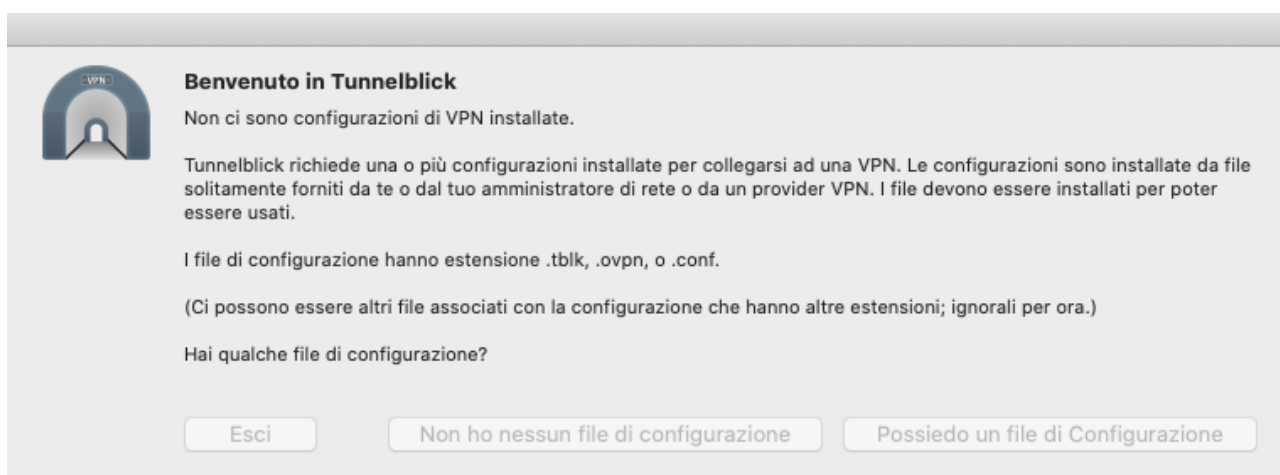 -VPN-
Benvenuto in Tunnelblick
Non ci sono configurazioni di VPN installate.
Tunnelblick richiede una o più configurazioni installate per collegarsi ad una VPN. Le configurazioni sono installate da file
solitamente forniti da te o dal tuo amministratore di rete o da un provider VPN. I file devono essere installati per poter
essere usati.
I file di configurazione hanno estensione .tblk, .ovpn, o .conf.
(Ci possono essere altri file associati con la configurazione che hanno altre estensioni; ignorali per ora.)
Hai qualche file di configurazione?
Esci
Non ho nessun file di configurazione
Possiedo un file di Configurazione